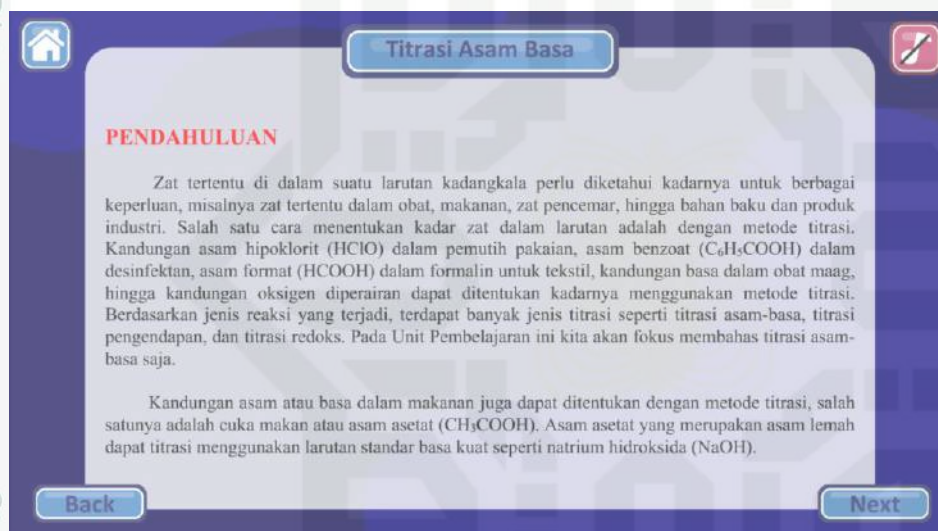 Titrasi Asam Basa
PENDAHULUAN
Zat tertentu di dalam suatu larutan kadangkala perlu diketahui kadarnya untuk berbagai
keperluan, misalnya zat tertentu dalam obat, makanan, zat pencemar, hingga bahan baku dan produk
industri. Salah satu cara menentukan kadar zat dalam larutan adalah dengan metode titrasi.
Kandungan asam hipoklorit (HClO) dalam pemutih pakaian, asam benzoat (C₆H₅COOH) dalam
desinfektan, asam format (HCOOH) dalam formalin untuk tekstil, kandungan basa dalam obat maag,
hingga kandungan oksigen diperairan dapat ditentukan kadarnya menggunakan metode titrasi.
Berdasarkan jenis reaksi yang terjadi, terdapat banyak jenis titrasi seperti titrasi asam-basa, titrasi
pengendapan, dan titrasi redoks. Pada Unit Pembelajaran ini kita akan fokus membahas titrasi asam-
basa saja.
Kandungan asam atau basa dalam makanan juga dapat ditentukan dengan metode titrasi, salah
satunya adalah cuka makan atau asam asetat (CH₃COOH). Asam asetat yang merupakan asam lemah
dapat titrasi menggunakan larutan standar basa kuat seperti natrium hidroksida (NaOH).
Back
Next